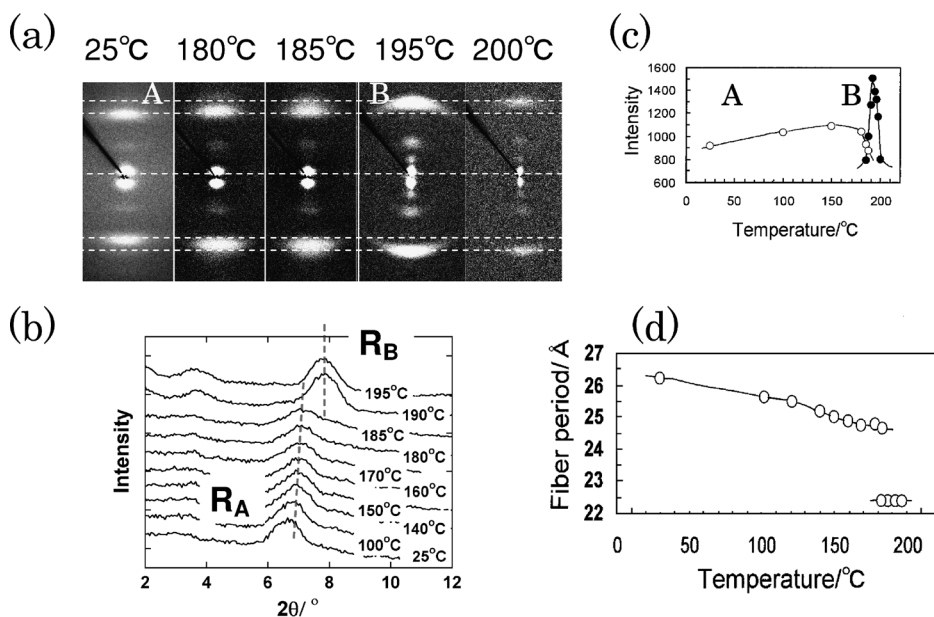 (a)
25°C 180°C 185°C 195°C 200°C
A B
(c)
1600
1400
1200
1000
800
600
Intensity
A B
0 50 100 150 200
Temperature/°C
(b)
Intensity
R_B
R_A
195°C
190°C
185°C
180°C
170°C
160°C
150°C
140°C
100°C
25°C
2 4 6 8 10 12
2θ/ °
(d)
Fiber period/Å
27
26
25
24
23
22
0 50 100 150 200
Temperature/°C